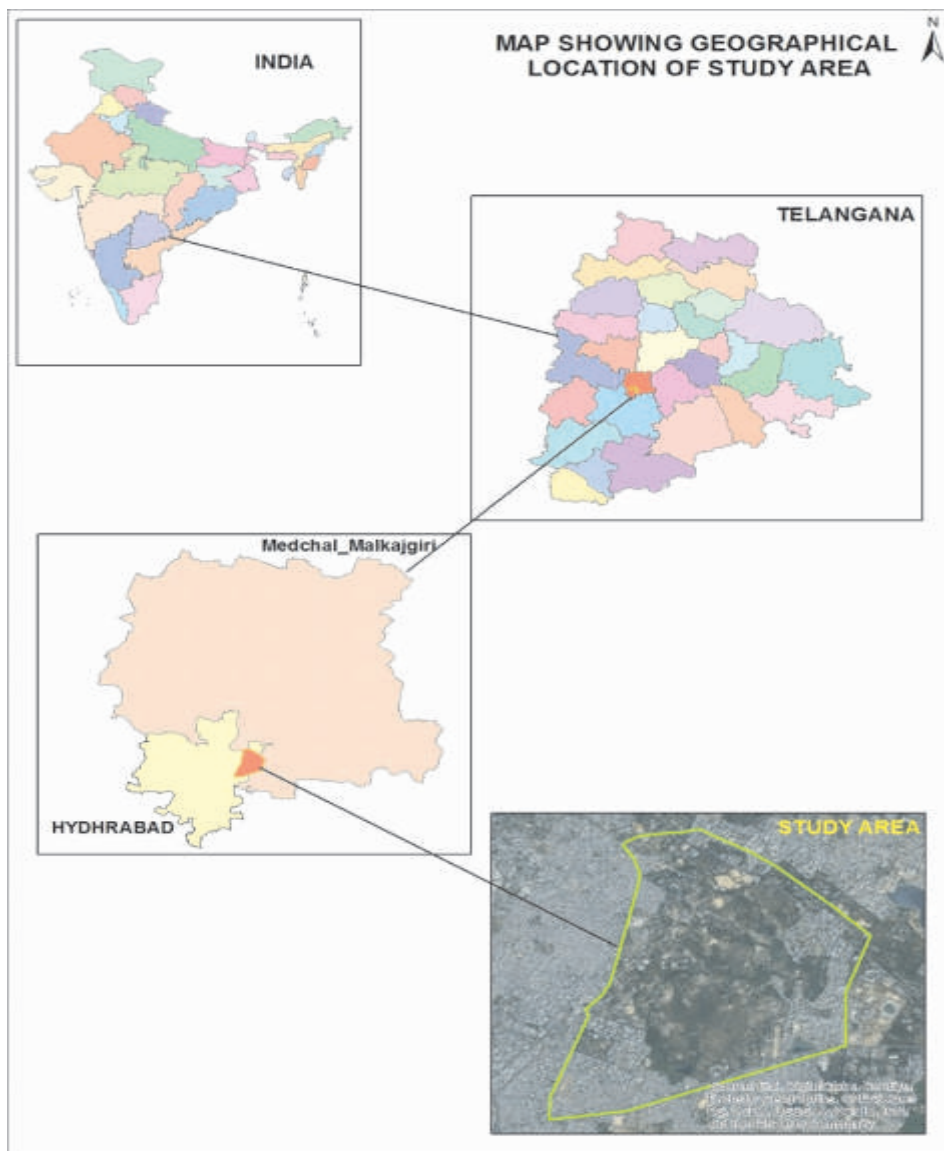 N
MAP SHOWING GEOGRAPHICAL
LOCATION OF STUDY AREA
INDIA
TELANGANA
Medchal_Malkajgiri
HYDHRABAD
STUDY AREA